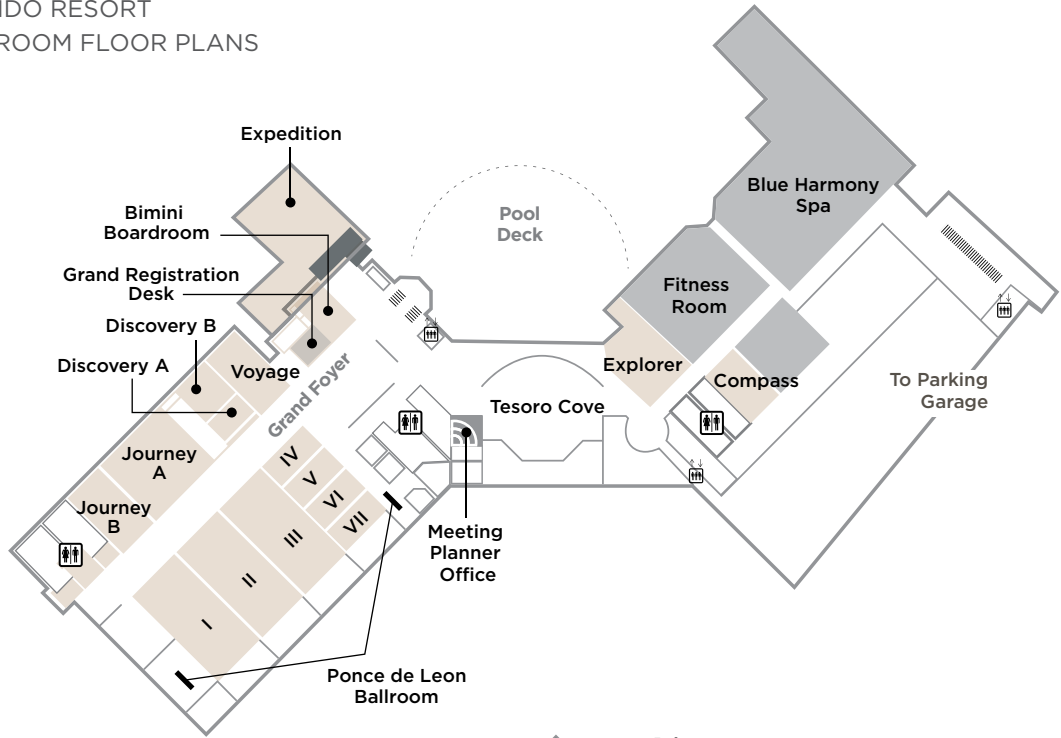 NDO RESORT
ROOM FLOOR PLANS
Expedition
Bimini
Boardroom
Grand Registration
Desk
Discovery B
Discovery A
Voyage
Grand Foyer
Journey
A
Journey
B
IV
V
VI
VII
III
II
I
Pool
Deck
Tesoro Cove
Meeting
Planner
Office
Ponce de Leon
Ballroom
Blue Harmony
Spa
Fitness
Room
Explorer
Compass
To Parking
Garage